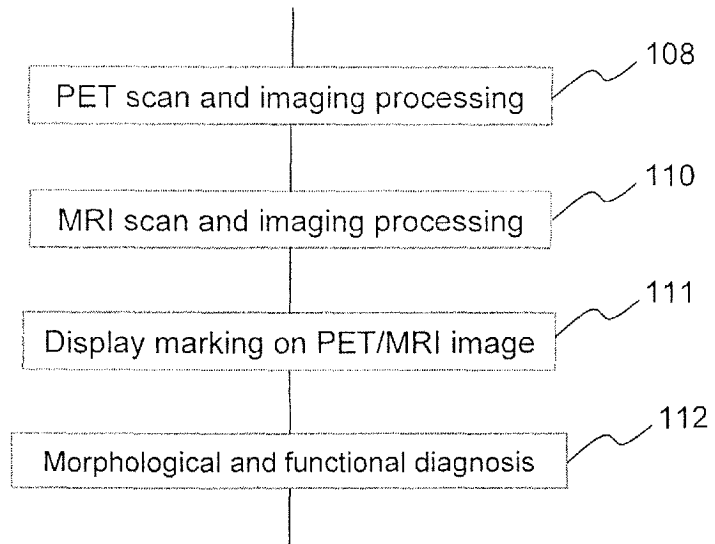 108
PET scan and imaging processing
110
MRI scan and imaging processing
111
Display marking on PET/MRI image
112
Morphological and functional diagnosis